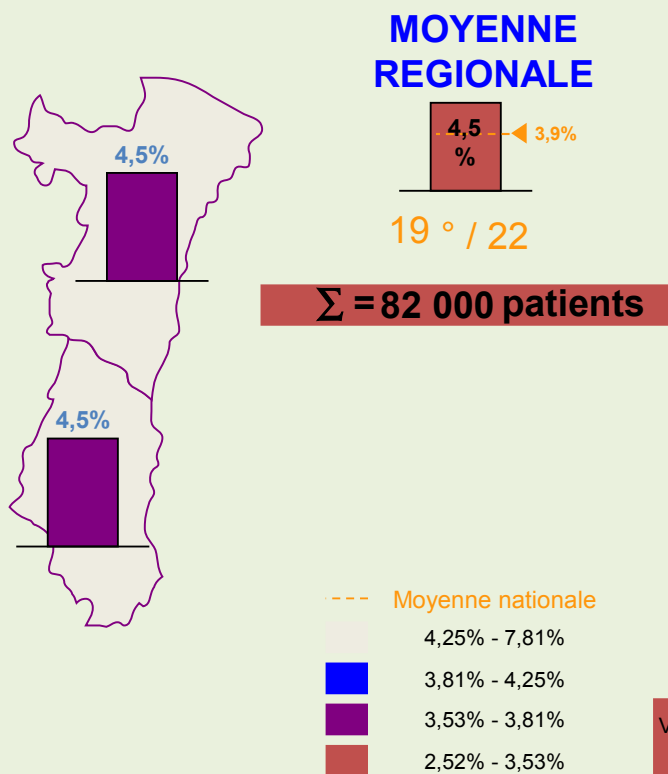 MOYENNE
REGIONALE
4,5
%
3,9%
19 ° / 22
Σ = 82 000 patients
4,5%
4,5%
Moyenne nationale
4,25% - 7,81%
3,81% - 4,25%
3,53% - 3,81%
2,52% - 3,53%
V